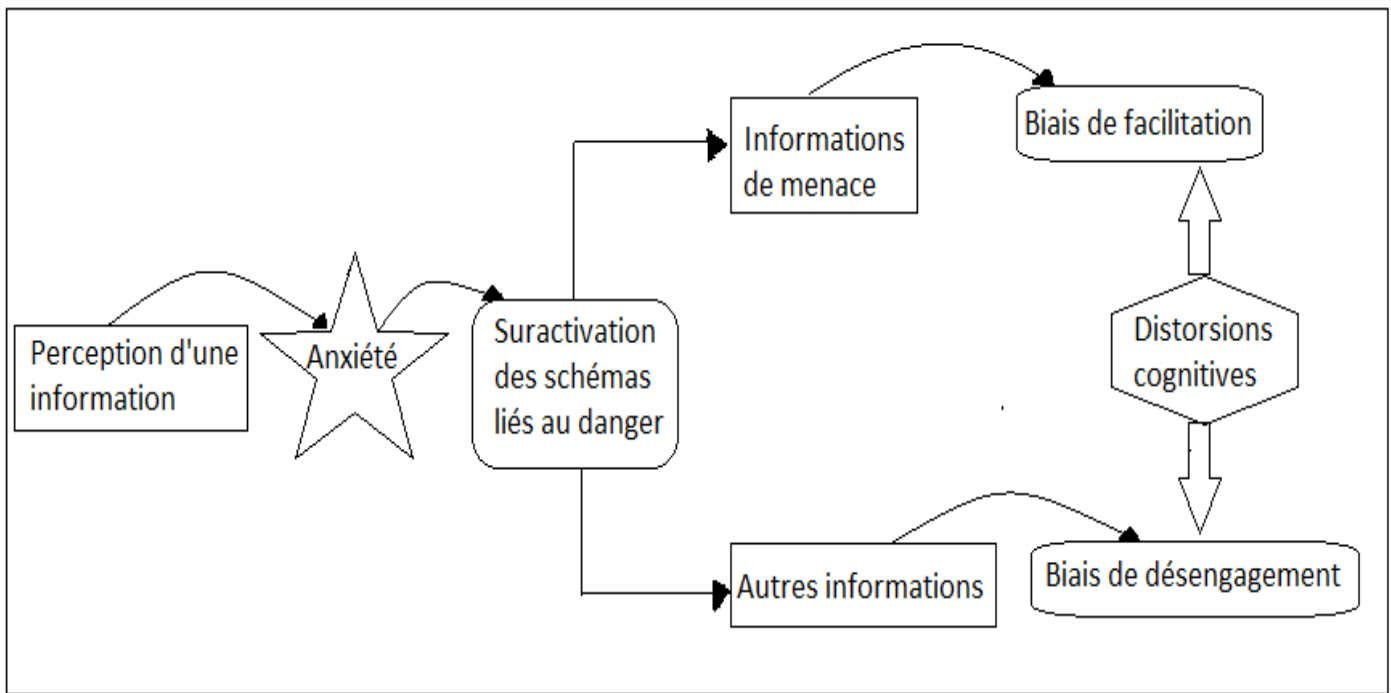 Perception d'une
information
Anxiété
Suractivation
des schémas
liés au danger
Informations
de menace
Biais de facilitation
Distorsions
cognitives
Autres informations
Biais de désengagement